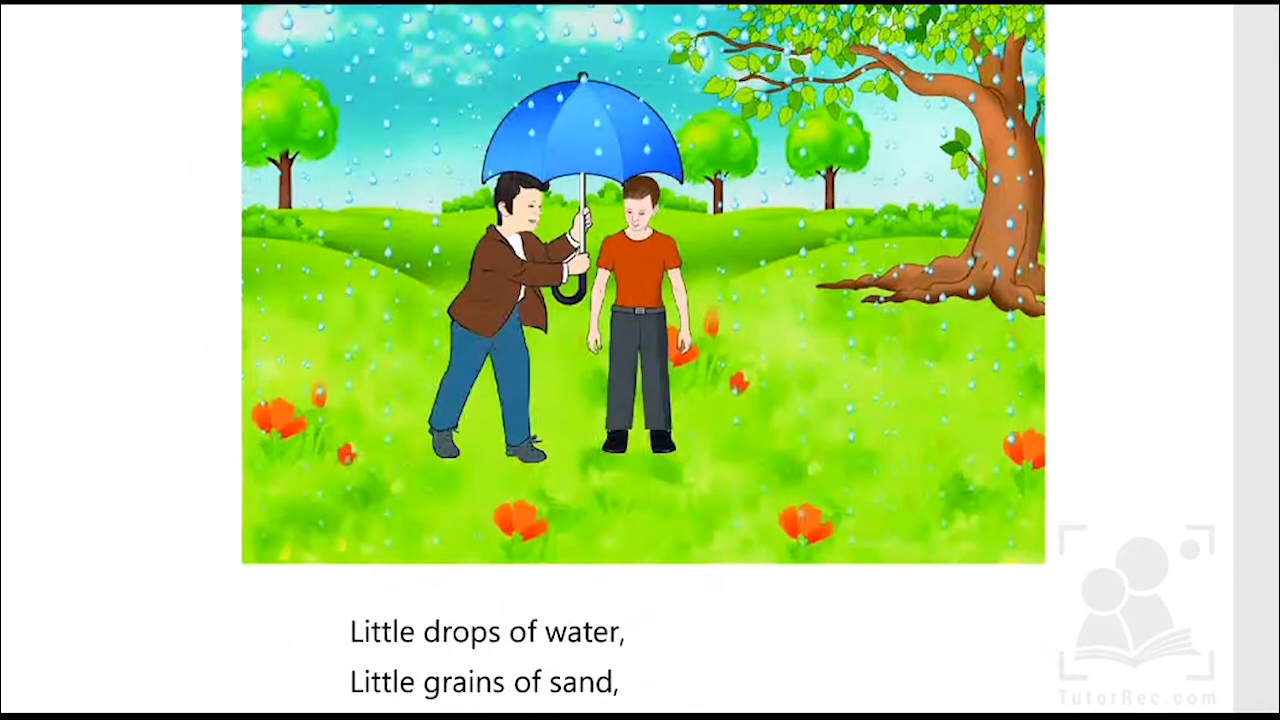 Little drops of water,
Little grains of sand,
TutorRec.com